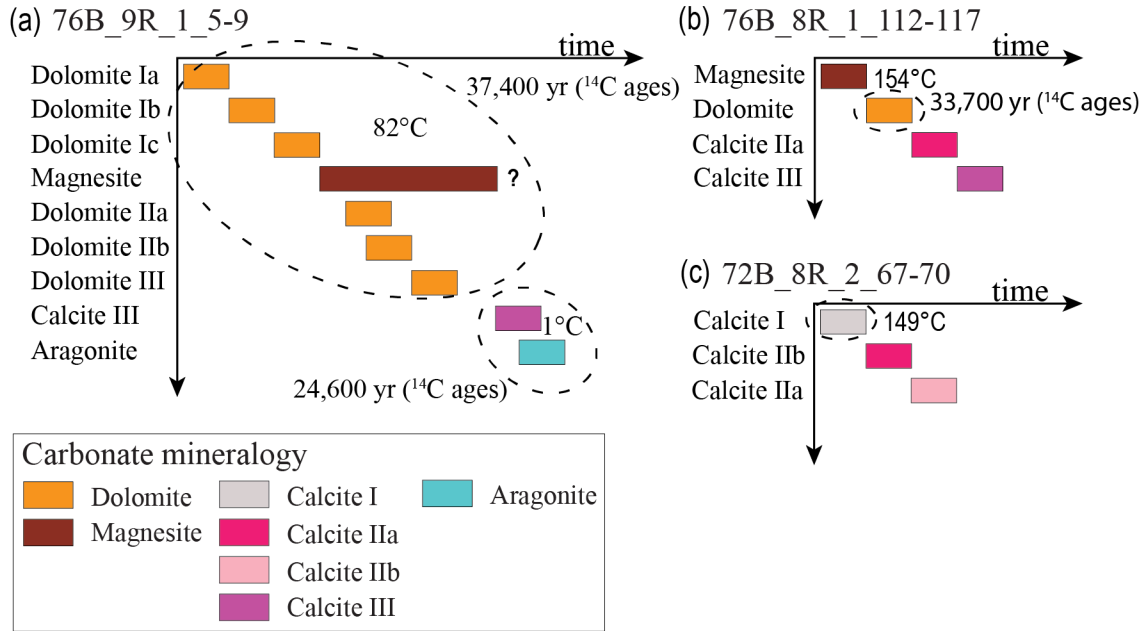 (a) 76B_9R_1_5-9
time
Dolomite Ia
37,400 yr (¹⁴C ages)
Dolomite Ib
82°C
Dolomite Ic
Magnesite
?
Dolomite IIa
Dolomite IIb
Dolomite III
Calcite III
1°C
Aragonite
24,600 yr (¹⁴C ages)
(b) 76B_8R_1_112-117
time
Magnesite
154°C
Dolomite
33,700 yr (¹⁴C ages)
Calcite IIa
Calcite III
(c) 72B_8R_2_67-70
time
Calcite I
149°C
Calcite IIb
Calcite IIa
Carbonate mineralogy
Dolomite
Magnesite
Calcite I
Calcite IIa
Calcite IIb
Calcite III
Aragonite